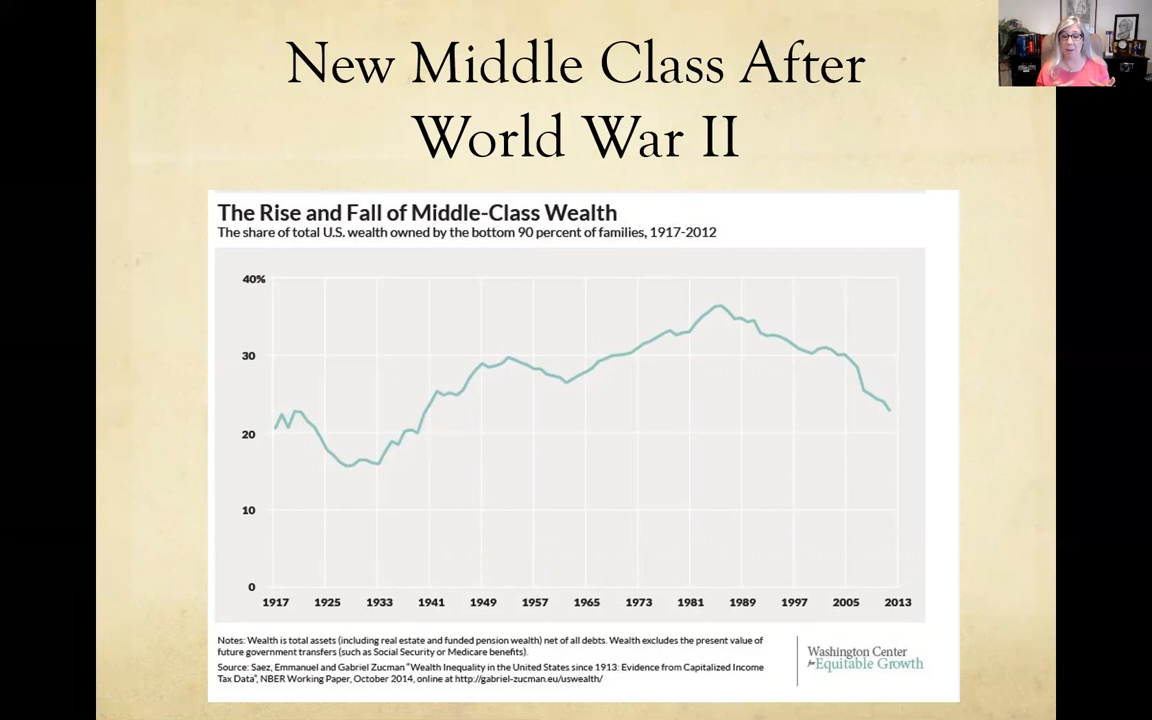 New Middle Class After
World War II
The Rise and Fall of Middle-Class Wealth
The share of total U.S. wealth owned by the bottom 90 percent of families, 1917-2012
40%
30
20
10
0
1917 1925 1933 1941 1949 1957 1965 1973 1981 1989 1997 2005 2013
Notes: Wealth is total assets (including real estate and funded pension wealth) net of all debts. Wealth excludes the present value of
future government transfers (such as Social Security or Medicare benefits).
Source: Saez, Emmanuel and Gabriel Zucman "Wealth Inequality in the United States since 1913: Evidence from Capitalized Income
Tax Data", NBER Working Paper, October 2014, online at http://gabriel-zucman.eu/uswealth/
Washington Center
for Equitable Growth